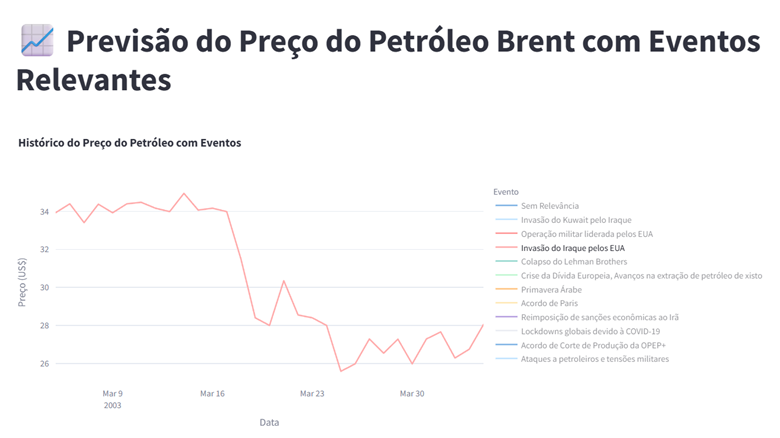 Previsão do Preço do Petróleo Brent com Eventos
Relevantes
Histórico do Preço do Petróleo com Eventos
Evento
Sem Relevância
Invasão do Kuwait pelo Iraque
Operação militar liderada pelos EUA
Invasão do Iraque pelos EUA
Colapso do Lehman Brothers
Crise da Dívida Europeia, Avanços na extração de petróleo de xisto
Primavera Árabe
Acordo de Paris
Reimposição de sanções econômicas ao Irã
Lockdowns globais devido à COVID-19
Acordo de Corte de Produção da OPEP+
Ataques a petroleiros e tensões militares
Preço (US$)
34
32
30
28
26
Mar 9
2003
Mar 16
Mar 23
Mar 30
Data